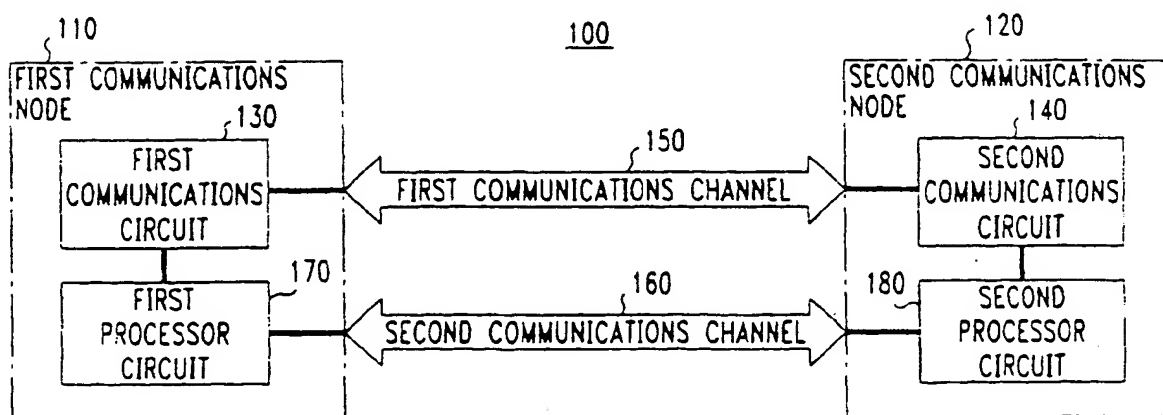 100
110
FIRST COMMUNICATIONS
NODE
130
FIRST
COMMUNICATIONS
CIRCUIT
170
FIRST
PROCESSOR
CIRCUIT
150
FIRST COMMUNICATIONS CHANNEL
160
SECOND COMMUNICATIONS CHANNEL
120
SECOND COMMUNICATIONS
NODE
140
SECOND
COMMUNICATIONS
CIRCUIT
180
SECOND
PROCESSOR
CIRCUIT